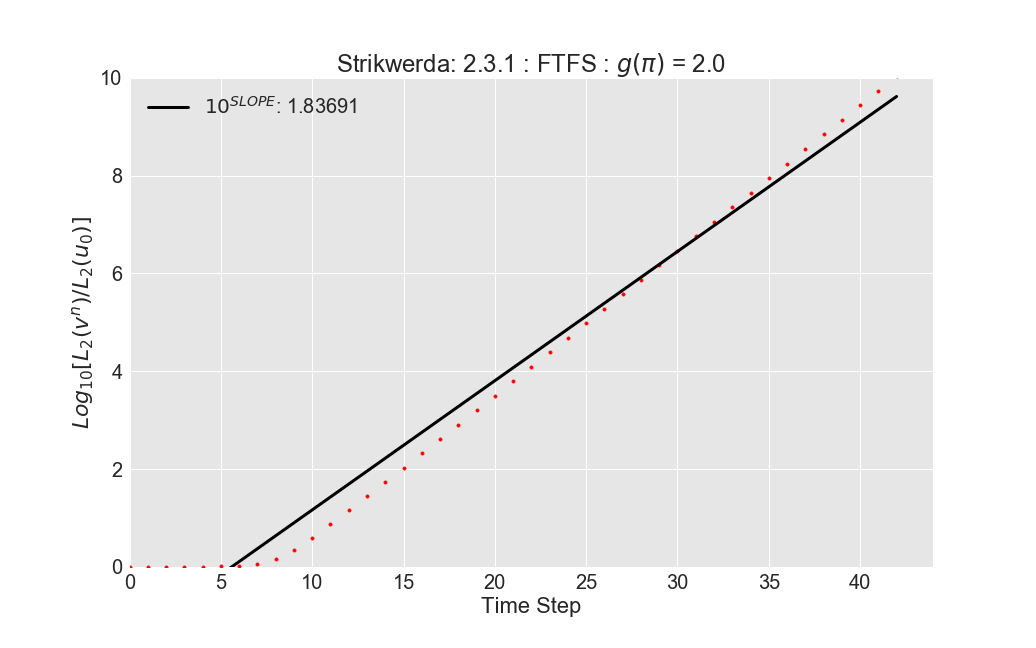 Strikwerda: 2.3.1 : FTFS : g(π) = 2.0
10^{SLOPE}: 1.83691
Log₁₀[L₂(vⁿ)/L₂(u₀)]
10
8
6
4
2
0
0 5 10 15 20 25 30 35 40
Time Step